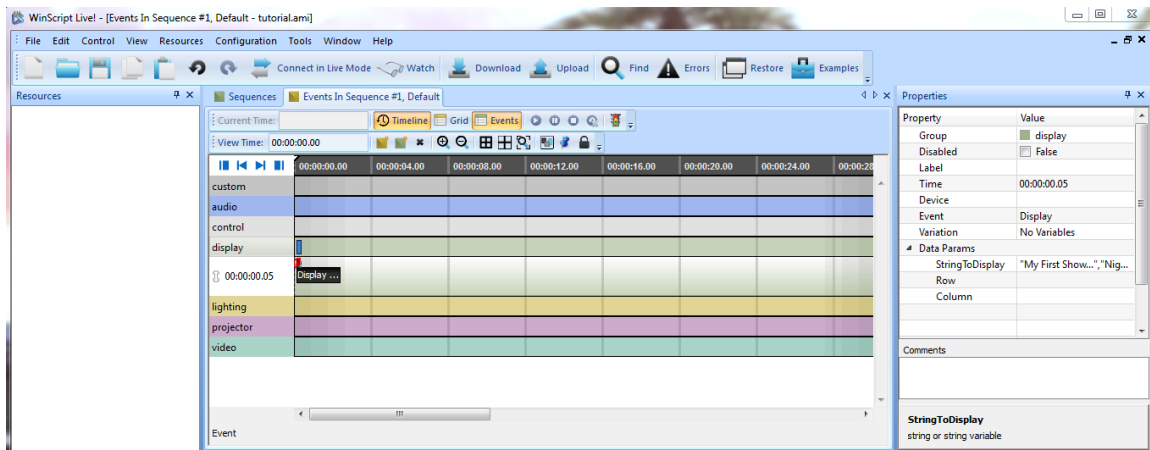 WinScript Live! - [Events In Sequence #1, Default - tutorial.ami]
File Edit Control View Resources Configuration Tools Window Help
Connect in Live Mode Watch Download Upload Find Errors Restore Examples
Resources
Sequences Events In Sequence #1, Default
Current Time: Timeline Grid Events
View Time: 00:00:00.00
00:00:00.00 00:00:04.00 00:00:08.00 00:00:12.00 00:00:16.00 00:00:20.00 00:00:24.00 00:00:28
custom
audio
control
display
00:00:00.05 Display ...
lighting
projector
video
Event
Properties
Property Value
Group display
Disabled False
Label
Time 00:00:00.05
Device
Event Display
Variation No Variables
Data Params
StringToDisplay "My First Show...","Nig...
Row
Column
Comments
StringToDisplay
string or string variable